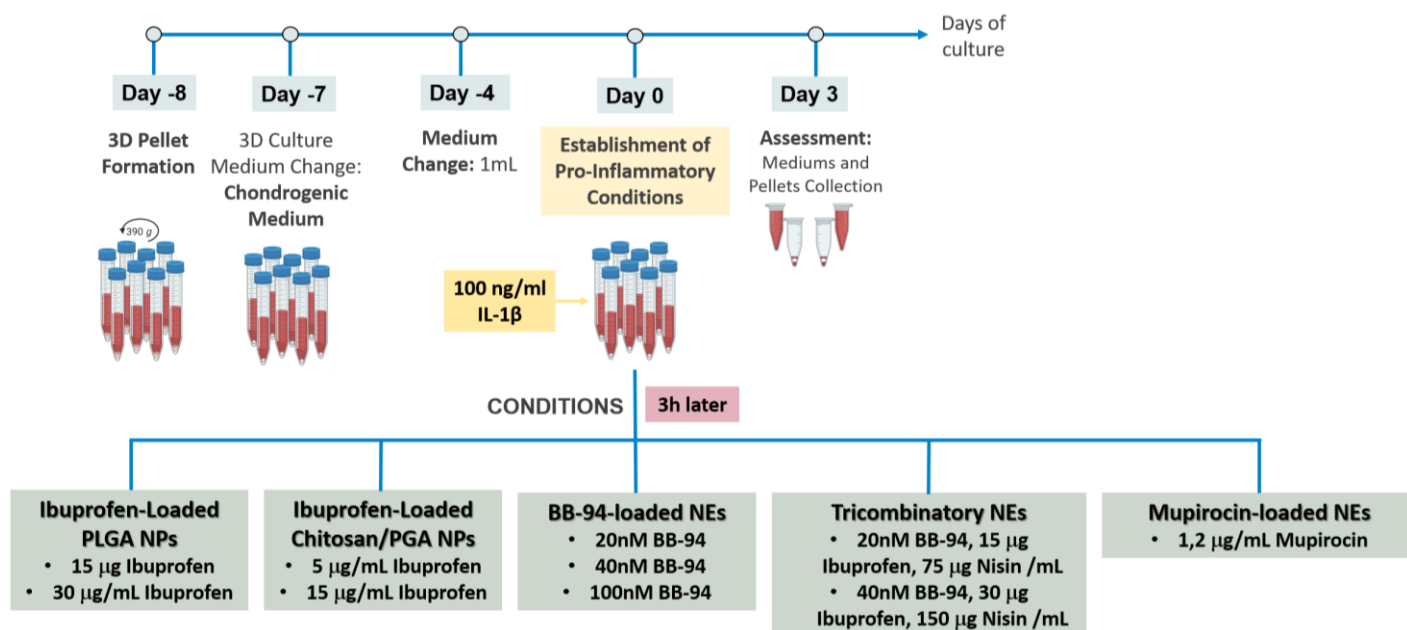 Days of
culture
Day -8
Day -7
Day -4
Day 0
Day 3
3D Pellet
Formation
3D Culture
Medium Change:
Chondrogenic
Medium
Medium
Change: 1mL
Establishment of
Pro-Inflammatory
Conditions
Assessment:
Mediums and
Pellets Collection
390 g
100 ng/ml
IL-1β
CONDITIONS
3h later
Ibuprofen-Loaded
PLGA NPs
• 15 μg Ibuprofen
• 30 μg/mL Ibuprofen
Ibuprofen-Loaded
Chitosan/PGA NPs
• 5 μg/mL Ibuprofen
• 15 μg/mL Ibuprofen
BB-94-loaded NEs
• 20nM BB-94
• 40nM BB-94
• 100nM BB-94
Tricombinatory NEs
• 20nM BB-94, 15 μg
Ibuprofen, 75 μg Nisin /mL
• 40nM BB-94, 30 μg
Ibuprofen, 150 μg Nisin /mL
Mupirocin-loaded NEs
• 1,2 μg/mL Mupirocin